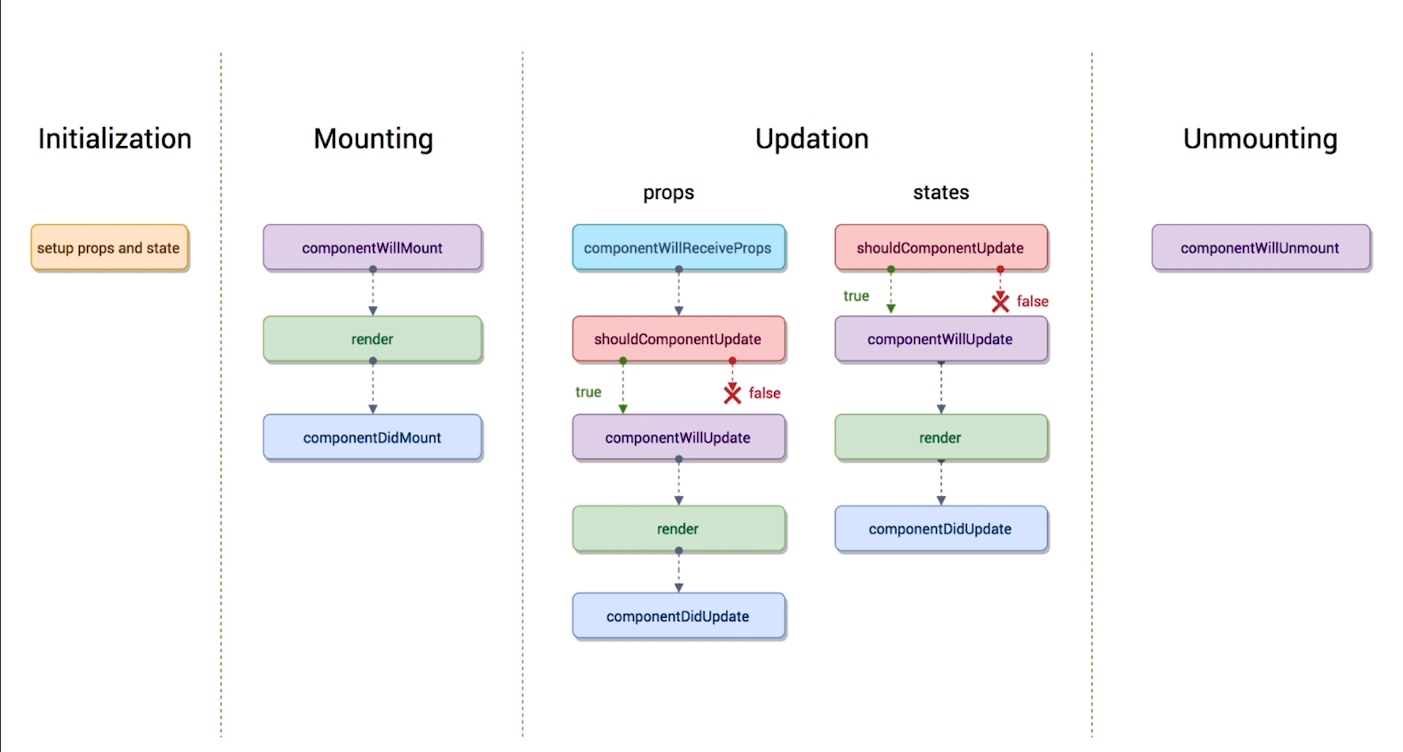 Initialization
setup props and state
Mounting
componentWillMount
render
componentDidMount
Updation
props
componentWillReceiveProps
shouldComponentUpdate
true
false
componentWillUpdate
render
componentDidUpdate
states
shouldComponentUpdate
true
false
componentWillUpdate
render
componentDidUpdate
Unmounting
componentWillUnmount